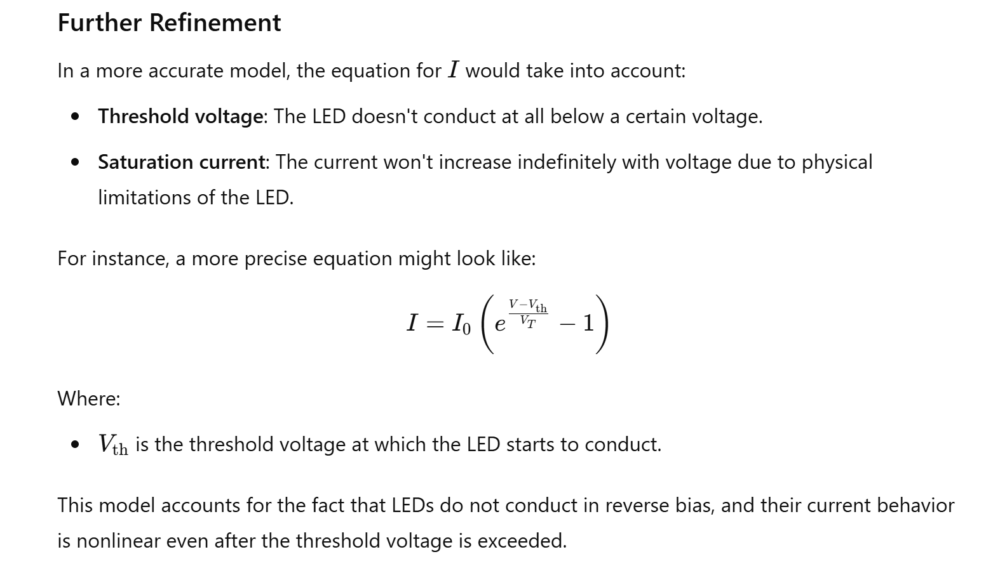 Further Refinement
In a more accurate model, the equation for I would take into account:
• Threshold voltage: The LED doesn't conduct at all below a certain voltage.
• Saturation current: The current won't increase indefinitely with voltage due to physical
limitations of the LED.
For instance, a more precise equation might look like:
$I = I_0 \left( e^{\frac{V - V_{\text{th}}}{V_T}} - 1 \right)$
Where:
• $V_{\text{th}}$ is the threshold voltage at which the LED starts to conduct.
This model accounts for the fact that LEDs do not conduct in reverse bias, and their current behavior
is nonlinear even after the threshold voltage is exceeded.